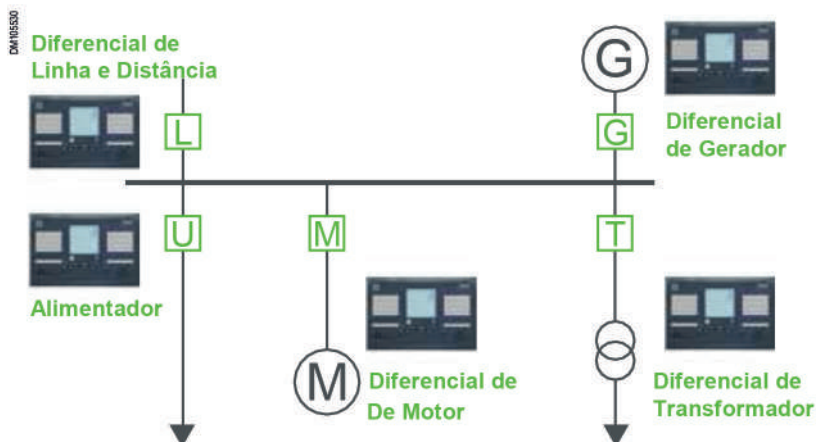 DM105530
Diferencial de
Linha e Distância
L
G
G
Diferencial
de Gerador
U
Alimentador
M
M
Diferencial de
De Motor
T
Diferencial de
Transformador